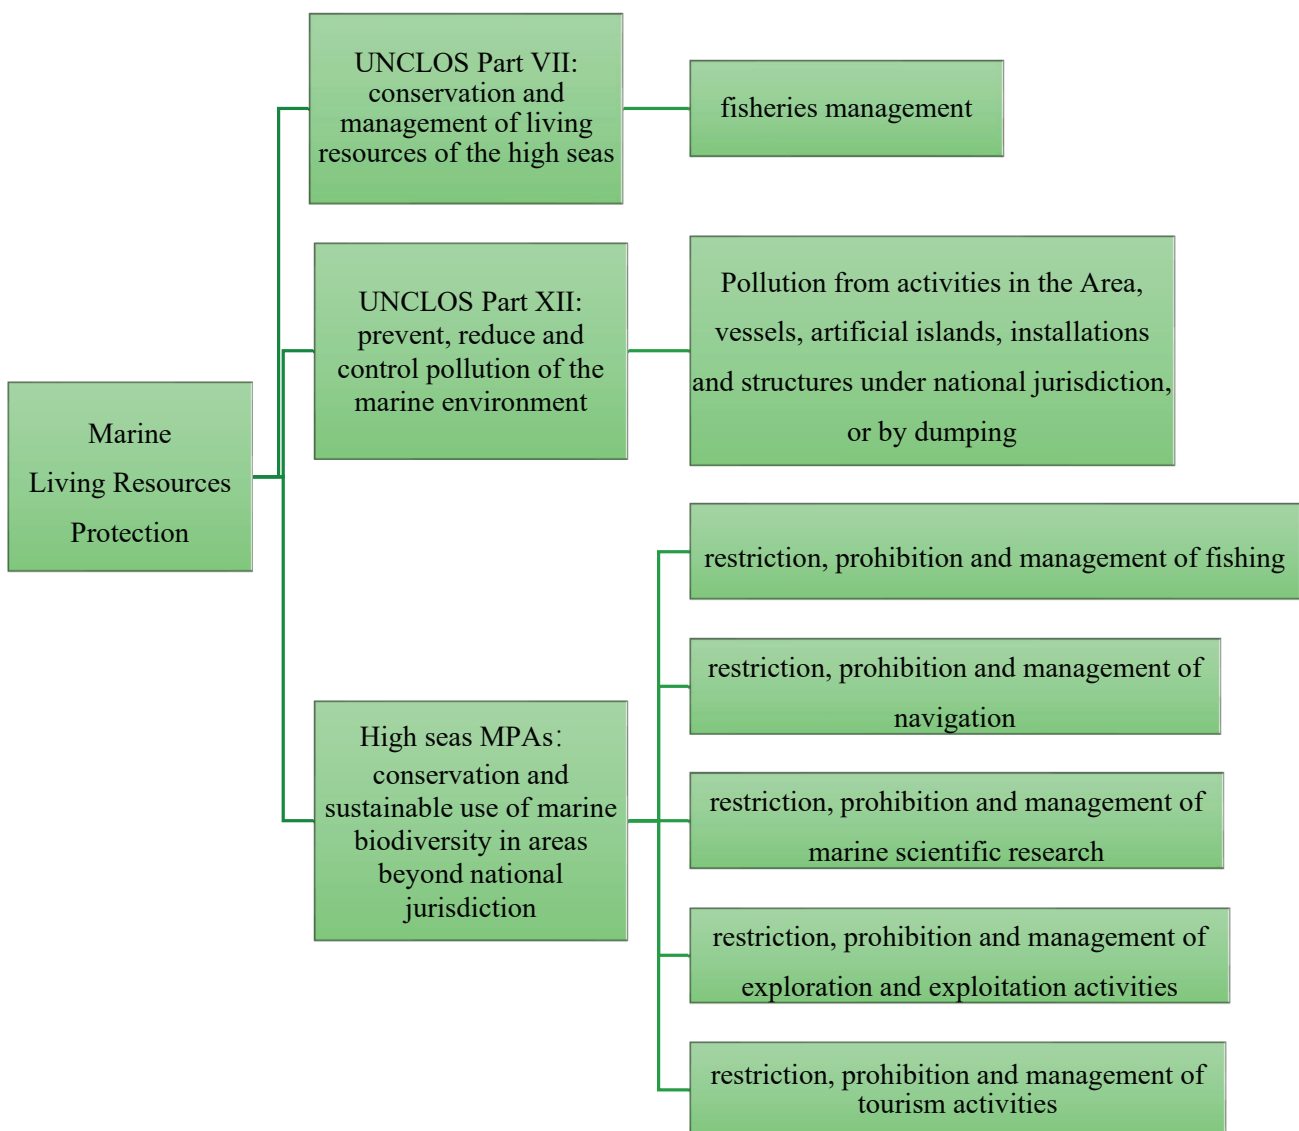 Marine
Living Resources
Protection
UNCLOS Part VII:
conservation and
management of living
resources of the high seas
fisheries management
UNCLOS Part XII:
prevent, reduce and
control pollution of the
marine environment
Pollution from activities in the Area,
vessels, artificial islands, installations
and structures under national jurisdiction,
or by dumping
High seas MPAs:
conservation and
sustainable use of marine
biodiversity in areas
beyond national
jurisdiction
restriction, prohibition and management of fishing
restriction, prohibition and management of
navigation
restriction, prohibition and management of
marine scientific research
restriction, prohibition and management of
exploration and exploitation activities
restriction, prohibition and management of
tourism activities